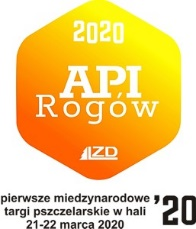 2020
API
Rogów
LZD
pierwsze miedzynarodowe
targi pszczelarskie w hali
21-22 marca 2020
'20